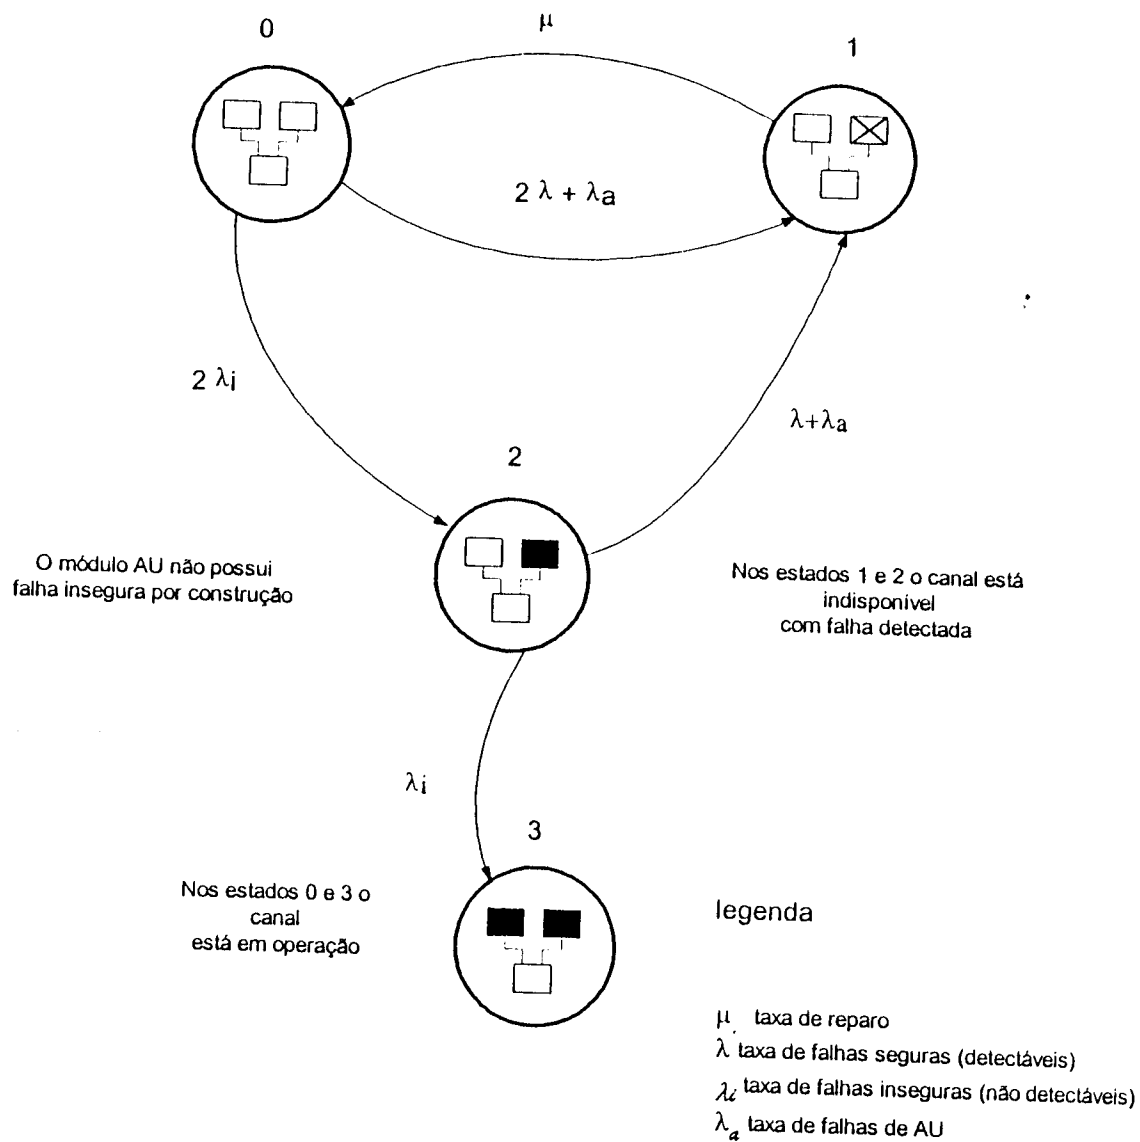 0
μ
1
2 λ + λa
2 λi
λ+λa
2
O módulo AU não possui
falha insegura por construção
Nos estados 1 e 2 o canal está
indisponível
com falha detectada
λi
3
Nos estados 0 e 3 o
canal
está em operação
legenda
μ taxa de reparo
λ taxa de falhas seguras (detectáveis)
λi taxa de falhas inseguras (não detectáveis)
λa taxa de falhas de AU